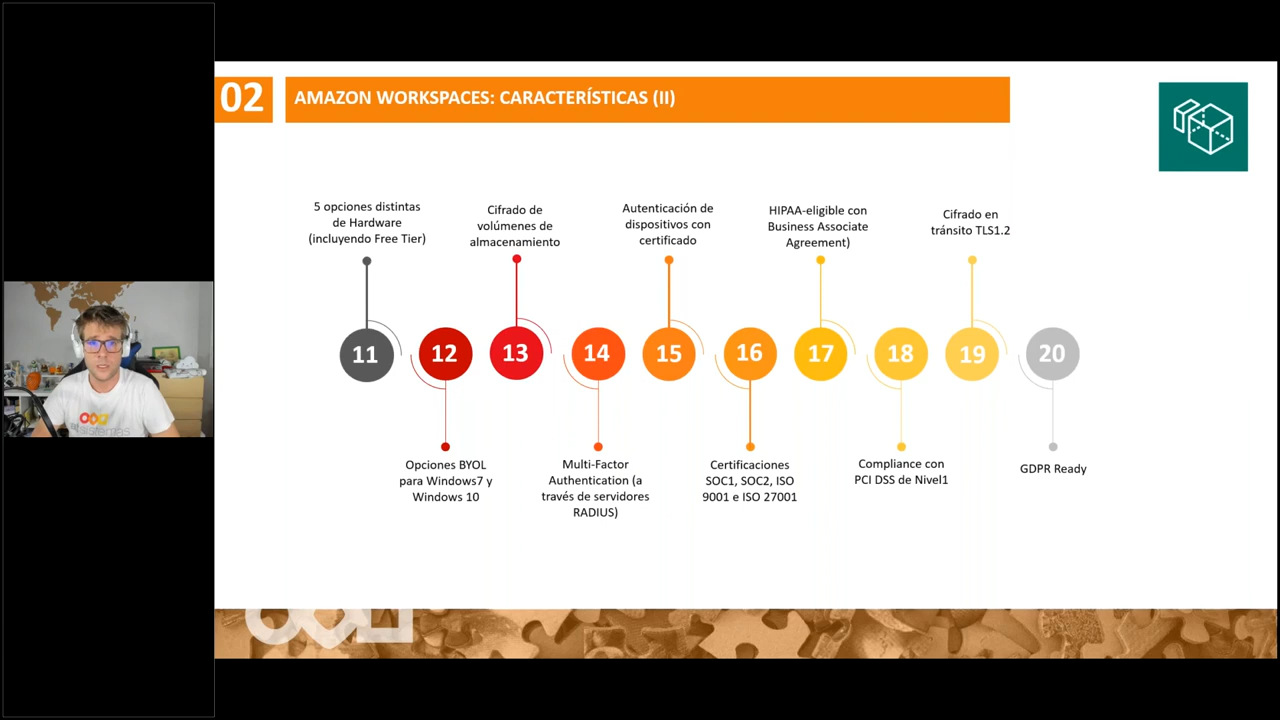 02
AMAZON WORKSPACES: CARACTERÍSTICAS (II)
5 opciones distintas
de Hardware
(incluyendo Free Tier)
Cifrado de
volúmenes de
almacenamiento
Autenticación de
dispositivos con
certificado
HIPAA-eligible con
Business Associate
Agreement)
Cifrado en
tránsito TLS1.2
11
12
13
14
15
16
17
18
19
20
Opciones BYOL
para Windows7 y
Windows 10
Multi-Factor
Authentication (a
través de servidores
RADIUS)
Certificaciones
SOC1, SOC2, ISO
9001 e ISO 27001
Compliance con
PCI DSS de Nivel1
GDPR Ready